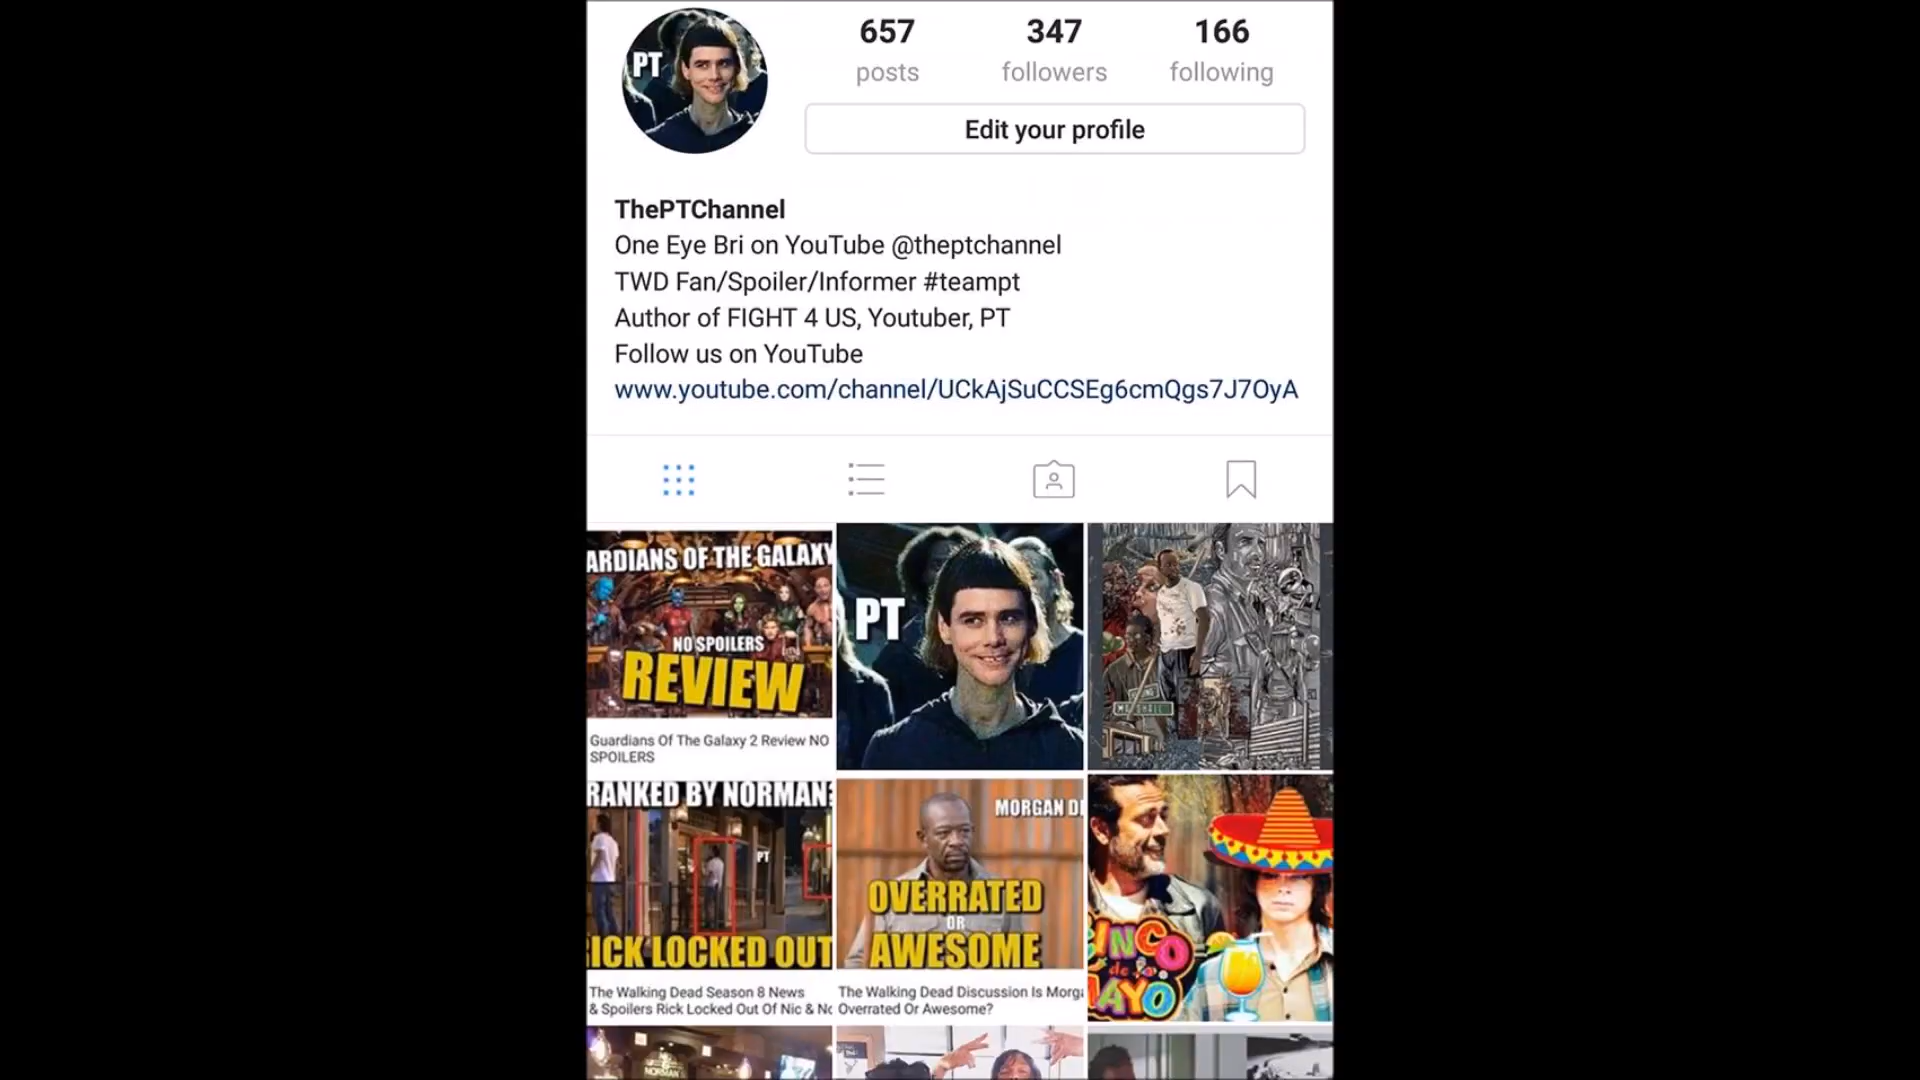 PT
657
347
166
posts
followers
following
Edit your profile
ThePTChannel
One Eye Bri on YouTube @theptchannel
TWD Fan/Spoiler/Informer #teampt
Author of FIGHT 4 US, Youtuber, PT
Follow us on YouTube
www.youtube.com/channel/UCkAjSuCCSEg6cmQgs7J7OyA
ARDIANS OF THE GALAXY
NO SPOILERS
REVIEW
Guardians Of The Galaxy 2 Review NO
SPOILERS
PT
RANKED BY NORMAN?
PT
ICK LOCKED OUT
The Walking Dead Season 8 News
& Spoilers Rick Locked Out Of Nic & No
MORGAN DI
OVERRATED
OR
AWESOME
The Walking Dead Discussion Is Morga
Overrated Or Awesome?
INCO
de
MAYO
NORMAN